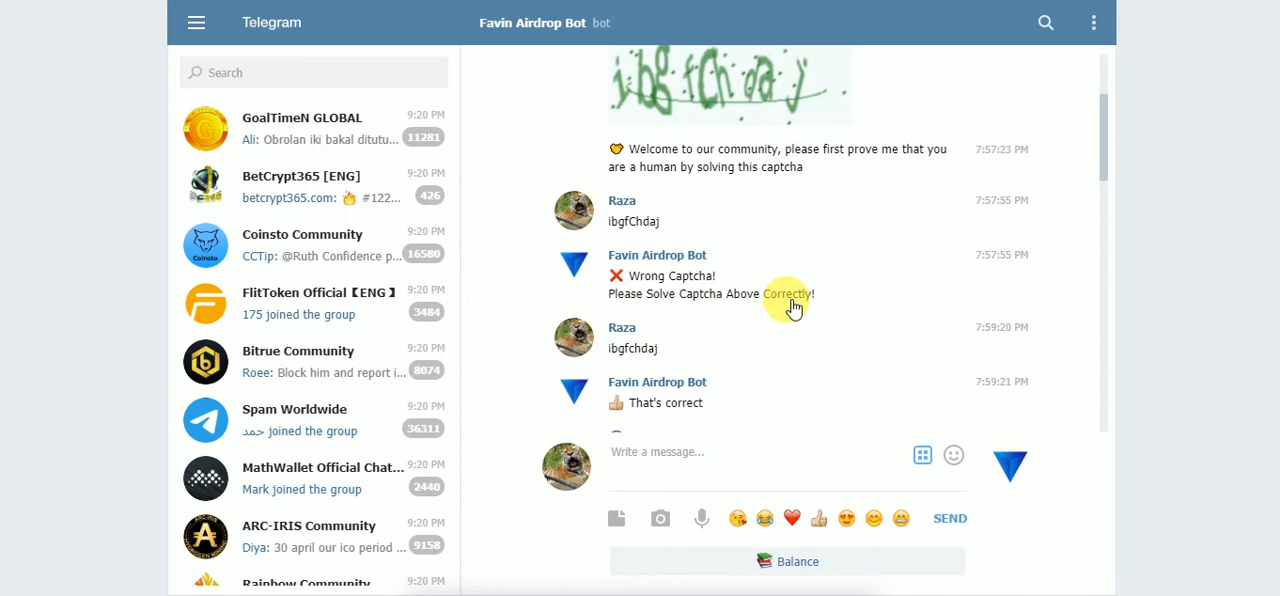 Telegram
Favin Airdrop Bot bot
Search
GoalTimeN GLOBAL 9:20 PM
Ali: Obrolan iki bakal ditutu... 11281
BetCrypt365 [ENG] 9:20 PM
betcrypt365.com: 🔥 #122... 426
Coinsto Community 9:20 PM
CCTip: @Ruth Confidence p... 16580
Coinsto
FlitToken Official【ENG】 9:20 PM
175 joined the group 3484
Bitrue Community 9:20 PM
Roee: Block him and report i... 8074
Spam Worldwide 9:20 PM
حمد joined the group 36311
MathWallet Official Chat... 9:20 PM
Mark joined the group 2440
ARC-IRIS Community 9:20 PM
Diya: 30 april our ico period ... 9158
Rainbow Community 9:20 PM
ibgfChdaj
🤝 Welcome to our community, please first prove me that you 7:57:23 PM
are a human by solving this captcha
Raza 7:57:55 PM
ibgfChdaj
Favin Airdrop Bot 7:57:55 PM
❌ Wrong Captcha!
Please Solve Captcha Above Correctly!
Raza 7:59:20 PM
ibgfchdaj
Favin Airdrop Bot 7:59:21 PM
👍 That's correct
Write a message...
SEND
📚 Balance